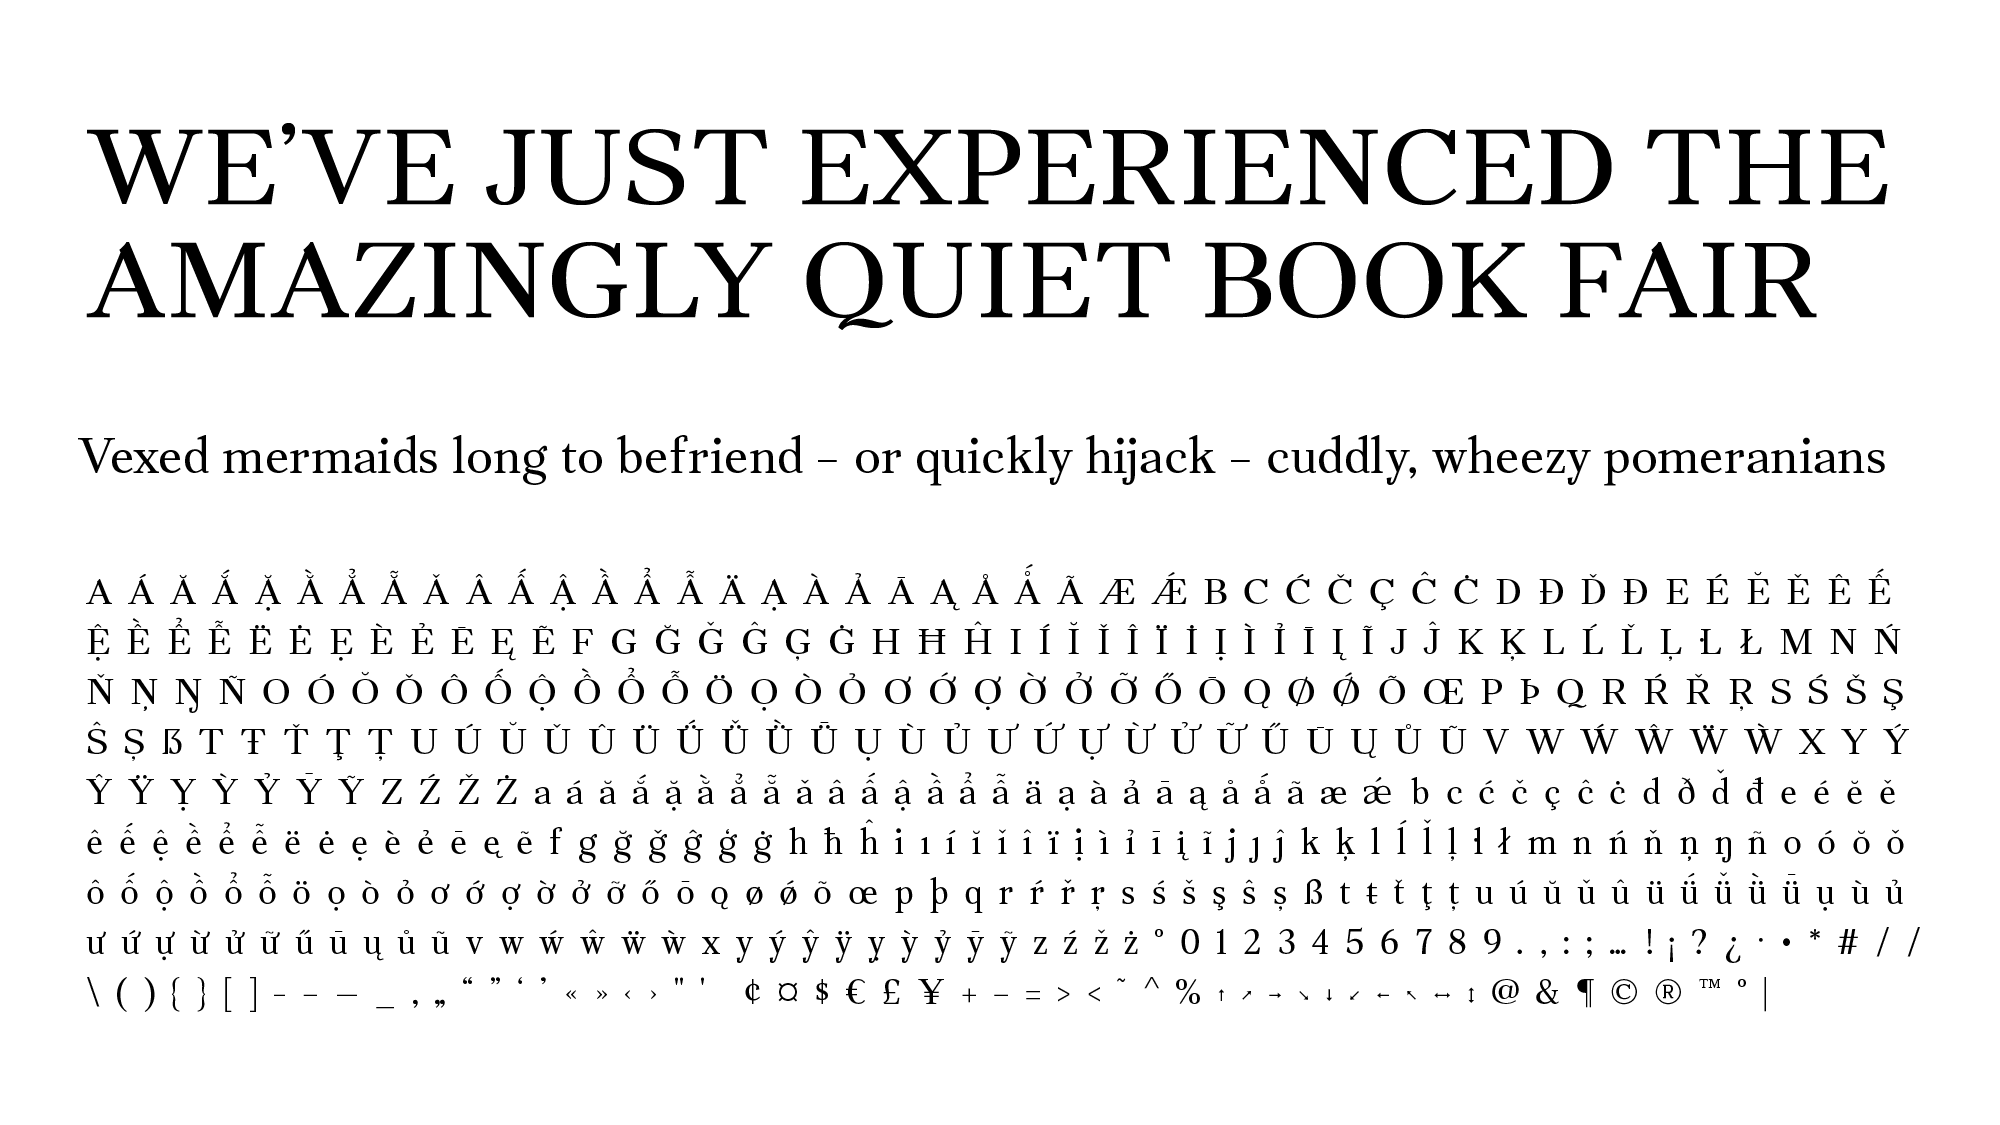 WE’VE JUST EXPERIENCED THE
AMAZINGLY QUIET BOOK FAIR
Vexed mermaids long to befriend – or quickly hijack – cuddly, wheezy pomeranians
A Á Ă Ắ Ặ Ằ Ẳ Ẵ Ǎ Â Ấ Ậ Ầ Ẩ Ẫ Ä Ạ À Ả Ā Ą Å Ǻ Ã Æ Ǽ B C Ć Č Ç Ĉ Ċ D Ð Ď Đ E É Ĕ Ě Ê Ế
Ệ Ề Ể Ễ Ë Ė Ẹ È Ẻ Ē Ę Ẽ F G Ğ Ǧ Ĝ Ģ Ġ H Ħ Ĥ I Í Ĭ Ǐ Î Ï İ Ị Ì Ỉ Ī Į Ĩ J Ĵ K Ķ L Ĺ Ľ Ļ Ŀ Ł M N Ń
Ň Ņ Ŋ Ñ O Ó Ŏ Ǒ Ô Ố Ộ Ồ Ổ Ỗ Ö Ọ Ò Ỏ Ơ Ớ Ợ Ờ Ở Ỡ Ő Ō Ǫ Ø Ǿ Õ Œ P Þ Q R Ŕ Ř Ŗ S Ś Š Ş
Ŝ Ș ẞ T Ŧ Ť Ţ Ț U Ú Ŭ Ǔ Û Ü Ǘ Ǚ Ǜ Ǖ Ụ Ù Ủ Ư Ứ Ự Ừ Ử Ữ Ű Ū Ų Ů Ũ V W Ẃ Ŵ Ẅ Ẁ X Y Ý
Ŷ Ÿ Ỵ Ỳ Ỷ Ȳ Ỹ Z Ź Ž Ż a á ă ắ ặ ằ ẳ ẵ ǎ â ấ ậ ầ ẩ ẫ ä ạ à ả ā ą å ǻ ã æ ǽ b c ć č ç ĉ ċ d ð ď đ e é ĕ ě
ê ế ệ ề ể ễ ë ė ẹ è ẻ ē ę ẽ f g ğ ǧ ĝ ģ ġ h ħ ĥ i ı í ĭ ǐ î ï ị ì ỉ ī į ĩ j ȷ ĵ k ķ l ĺ ľ ļ ŀ ł m n ń ň ņ ŋ ñ o ó ŏ ǒ
ô ố ộ ồ ổ ỗ ö ọ ò ỏ ơ ớ ợ ờ ở ỡ ő ō ǫ ø ǿ õ œ p þ q r ŕ ř ŗ s ś š ş ŝ ș ß t ŧ ť ţ ț u ú ŭ ǔ û ü ǘ ǚ ǜ ǖ ụ ù ủ
ư ứ ự ừ ử ữ ű ū ų ů ũ v w ẃ ŵ ẅ ẁ x y ý ŷ ÿ ỵ ỳ ỷ ȳ ỹ z ź ž ż º 0 1 2 3 4 5 6 7 8 9 . , : ; … ! ¡ ? ¿ · • * # / /
\ ( ) { } [ ] - – — _ ‚ „ “ ” ‘ ’ « » ‹ › " ' ¢ ¤ $ € £ ¥ + − = > < ~ ^ % ↑ ↗ → ↘ ↓ ↙ ← ↖ ↔ ↕ @ & ¶ © ® ™ ° |